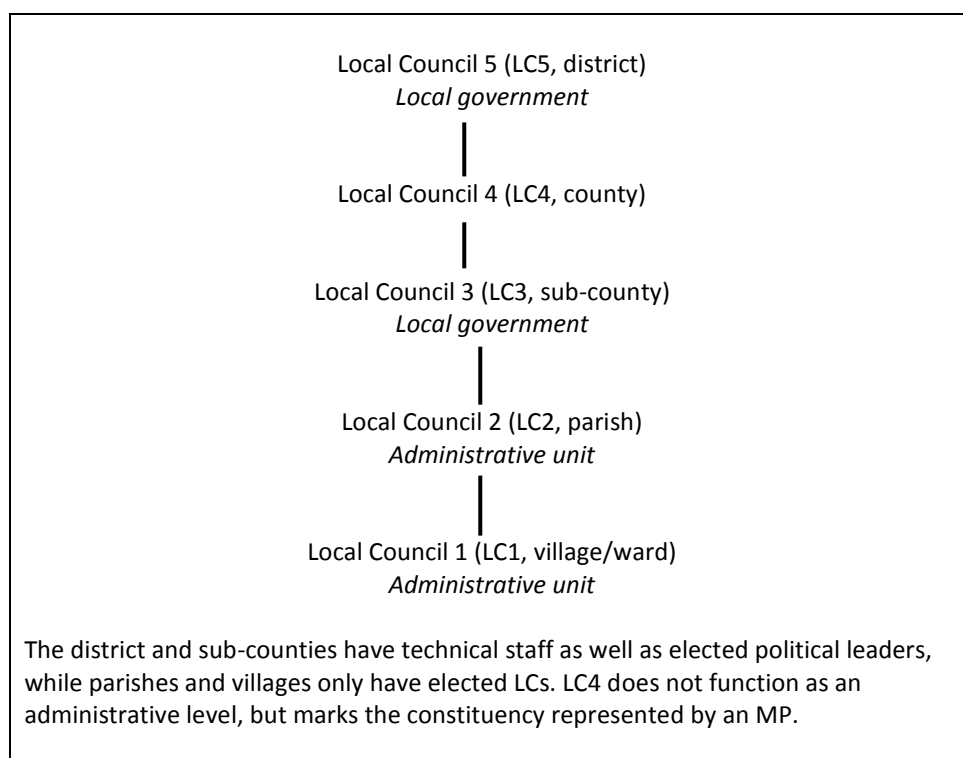 Local Council 5 (LC5, district)
Local government
Local Council 4 (LC4, county)
Local Council 3 (LC3, sub-county)
Local government
Local Council 2 (LC2, parish)
Administrative unit
Local Council 1 (LC1, village/ward)
Administrative unit
The district and sub-counties have technical staff as well as elected political leaders,
while parishes and villages only have elected LCs. LC4 does not function as an
administrative level, but marks the constituency represented by an MP.